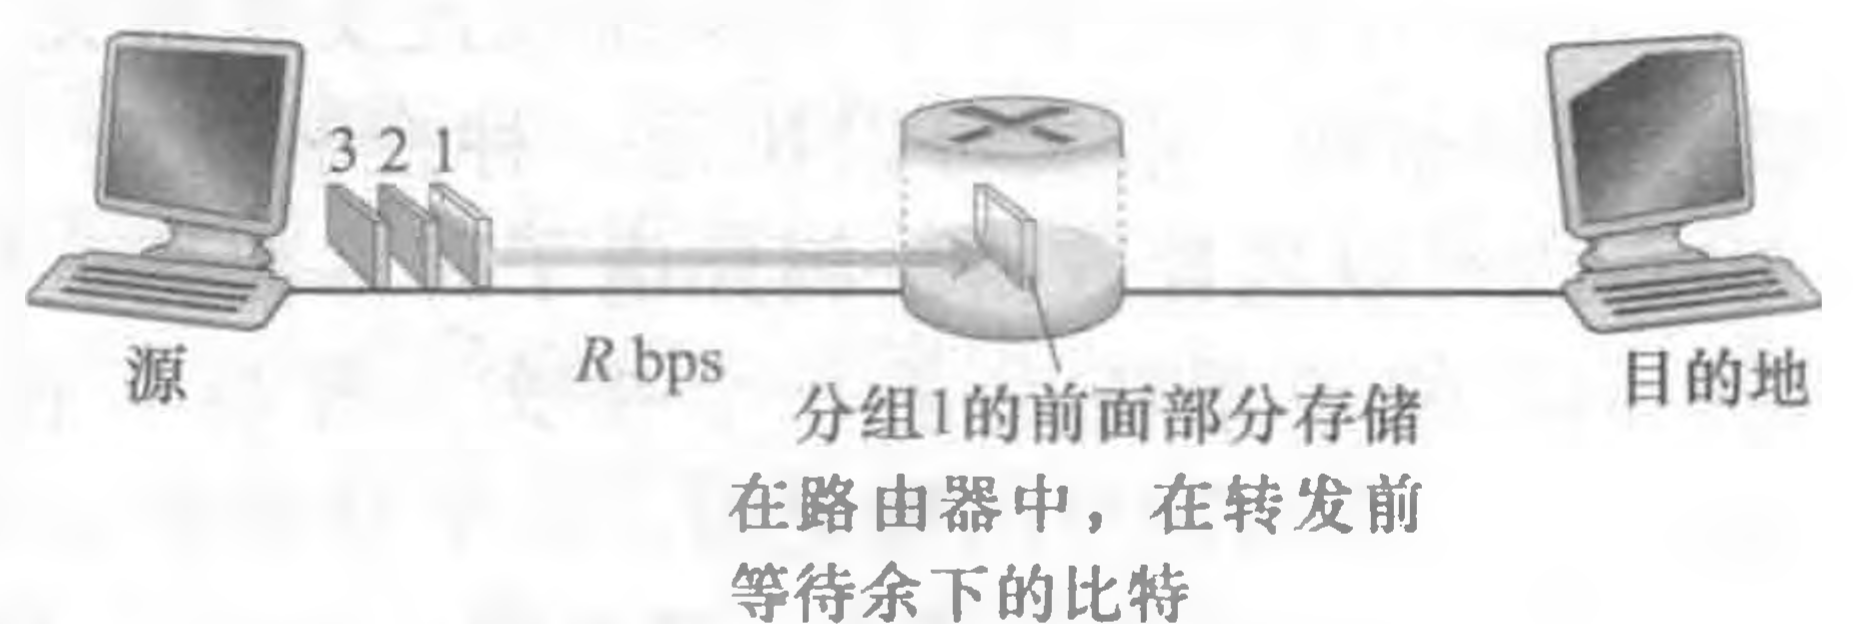 3 2 1
源
R bps
目的地
分组1的前面部分存储
在路由器中，在转发前
等待余下的比特